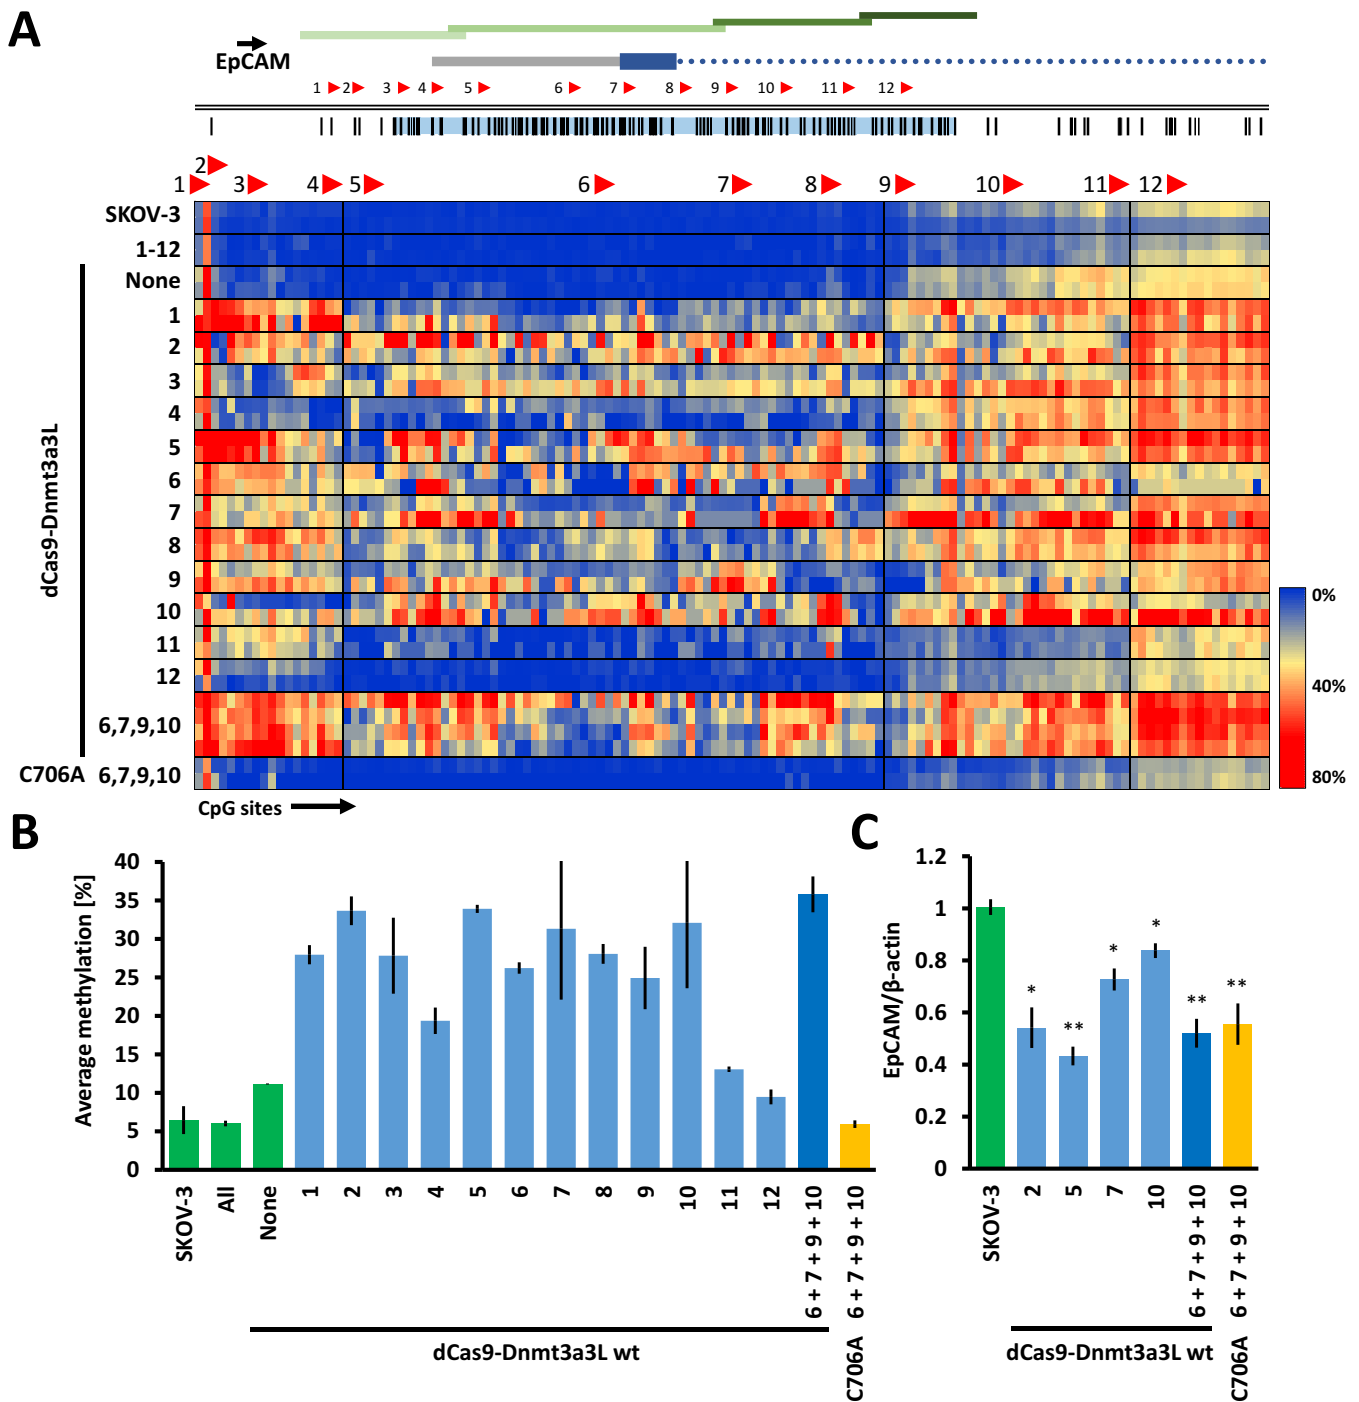 A
EpCAM
1 2 3 4 5 6 7 8 9 10 11 12
2
1 3 4 5 6 7 8 9 10 11 12
SKOV-3
1-12
None
1
2
3
4
5
6
7
8
9
10
11
12
6,7,9,10
C706A 6,7,9,10
dCas9-Dnmt3a3L
0%
40%
80%
CpG sites
B
Average methylation [%]
40
35
30
25
20
15
10
5
0
SKOV-3
All
None
1
2
3
4
5
6
7
8
9
10
11
12
6 + 7 + 9 + 10
C706A 6 + 7 + 9 + 10
dCas9-Dnmt3a3L wt
C
EpCAM/β-actin
1.2
1
0.8
0.6
0.4
0.2
0
*
**
*
*
**
**
SKOV-3
2
5
7
10
6 + 7 + 9 + 10
C706A 6 + 7 + 9 + 10
dCas9-Dnmt3a3L wt